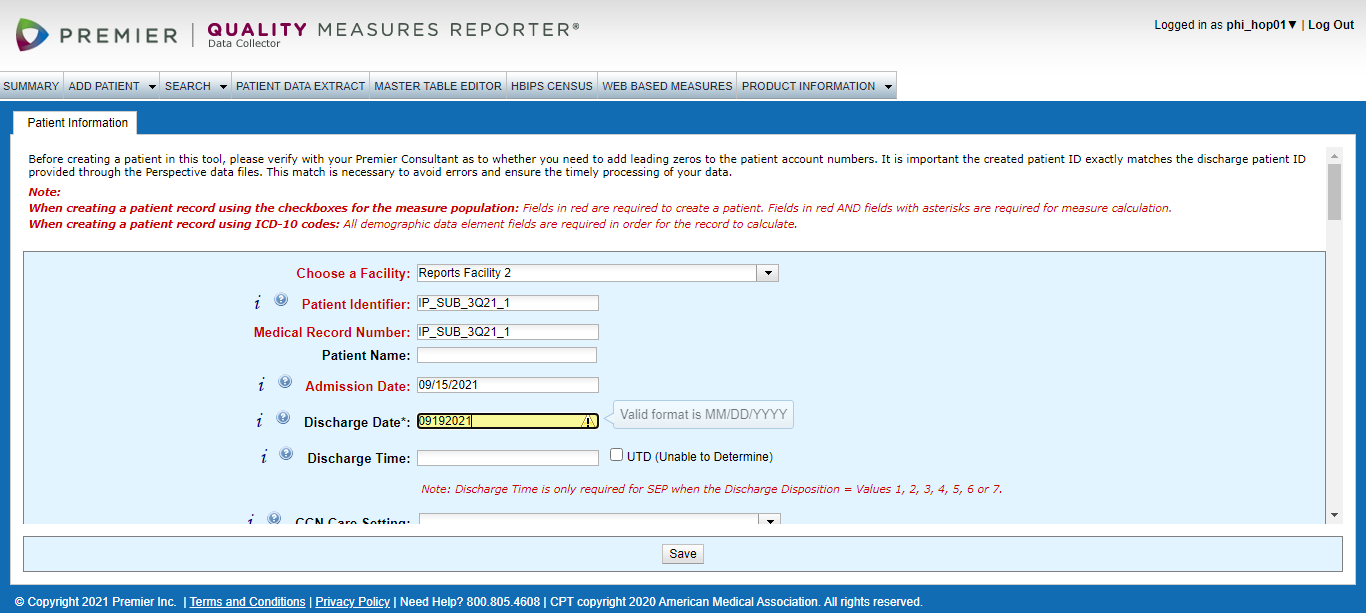 PREMIER | QUALITY MEASURES REPORTER®
Data Collector
Logged in as phi_hop01▼ | Log Out
SUMMARY ADD PATIENT SEARCH PATIENT DATA EXTRACT MASTER TABLE EDITOR HBIPS CENSUS WEB BASED MEASURES PRODUCT INFORMATION
Patient Information
Before creating a patient in this tool, please verify with your Premier Consultant as to whether you need to add leading zeros to the patient account numbers. It is important the created patient ID exactly matches the discharge patient ID
provided through the Perspective data files. This match is necessary to avoid errors and ensure the timely processing of your data.
Note:
When creating a patient record using the checkboxes for the measure population: Fields in red are required to create a patient. Fields in red AND fields with asterisks are required for measure calculation.
When creating a patient record using ICD-10 codes: All demographic data element fields are required in order for the record to calculate.
Choose a Facility: Reports Facility 2
i ? Patient Identifier: IP_SUB_3Q21_1
Medical Record Number: IP_SUB_3Q21_1
Patient Name:
i ? Admission Date: 09/15/2021
i ? Discharge Date*: 09192021 Valid format is MM/DD/YYYY
i ? Discharge Time: UTD (Unable to Determine)
Note: Discharge Time is only required for SEP when the Discharge Disposition = Values 1, 2, 3, 4, 5, 6 or 7.
i ? CCN Care Setting:
Save
© Copyright 2021 Premier Inc. | Terms and Conditions | Privacy Policy | Need Help? 800.805.4608 | CPT copyright 2020 American Medical Association. All rights reserved.